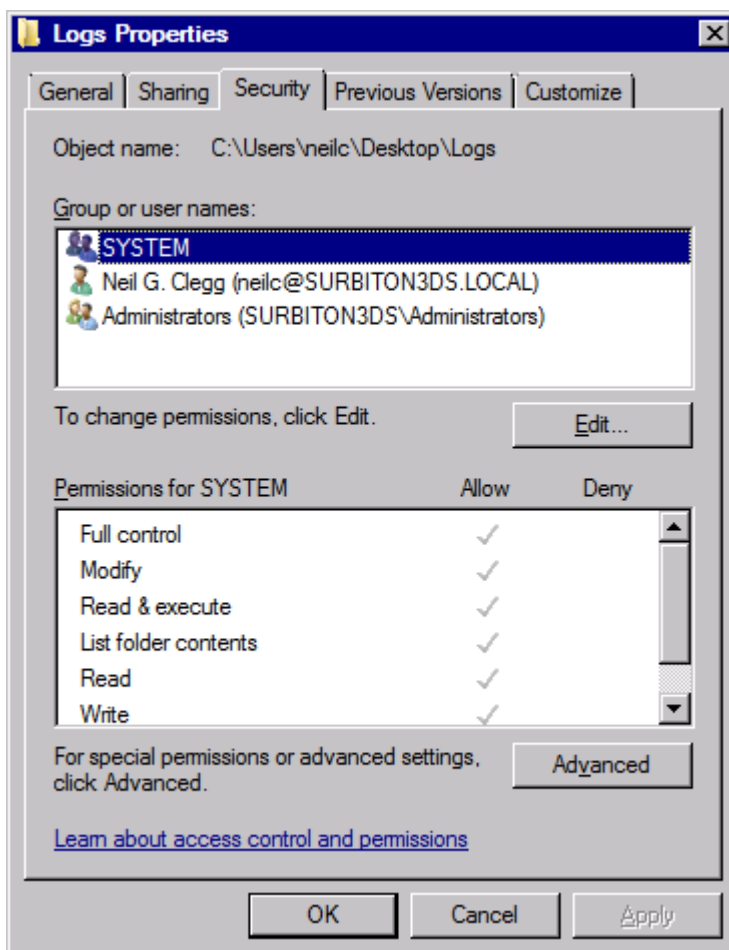 Logs Properties
General Sharing Security Previous Versions Customize
Object name: C:\Users\neilc\Desktop\Logs
Group or user names:
SYSTEM
Neil G. Clegg (neilc@SURBITON3DS.LOCAL)
Administrators (SURBITON3DS\Administrators)
To change permissions, click Edit.
Edit...
Permissions for SYSTEM Allow Deny
Full control
Modify
Read & execute
List folder contents
Read
Write
For special permissions or advanced settings,
click Advanced.
Advanced
Learn about access control and permissions
OK Cancel Apply